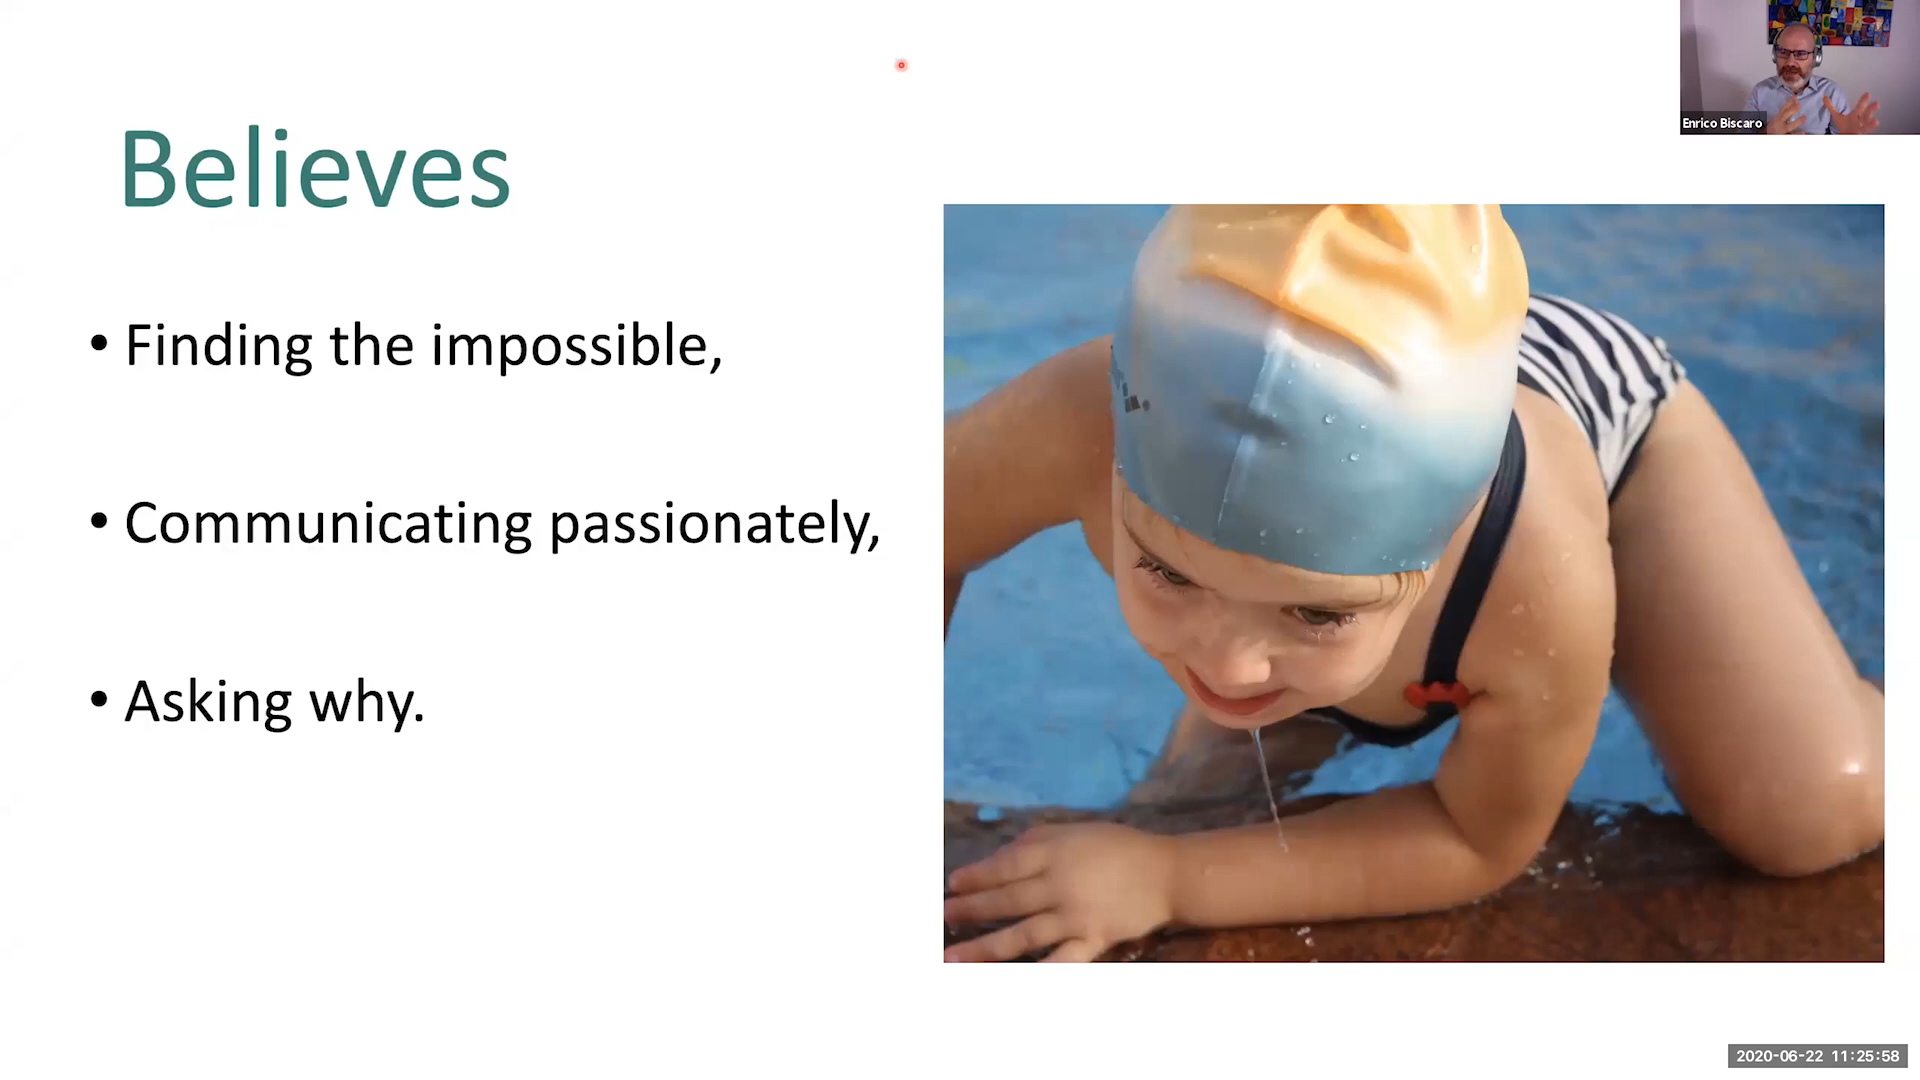 Enrico Biscaro
Believes
• Finding the impossible,
• Communicating passionately,
• Asking why.
2020-06-22 11:25:58